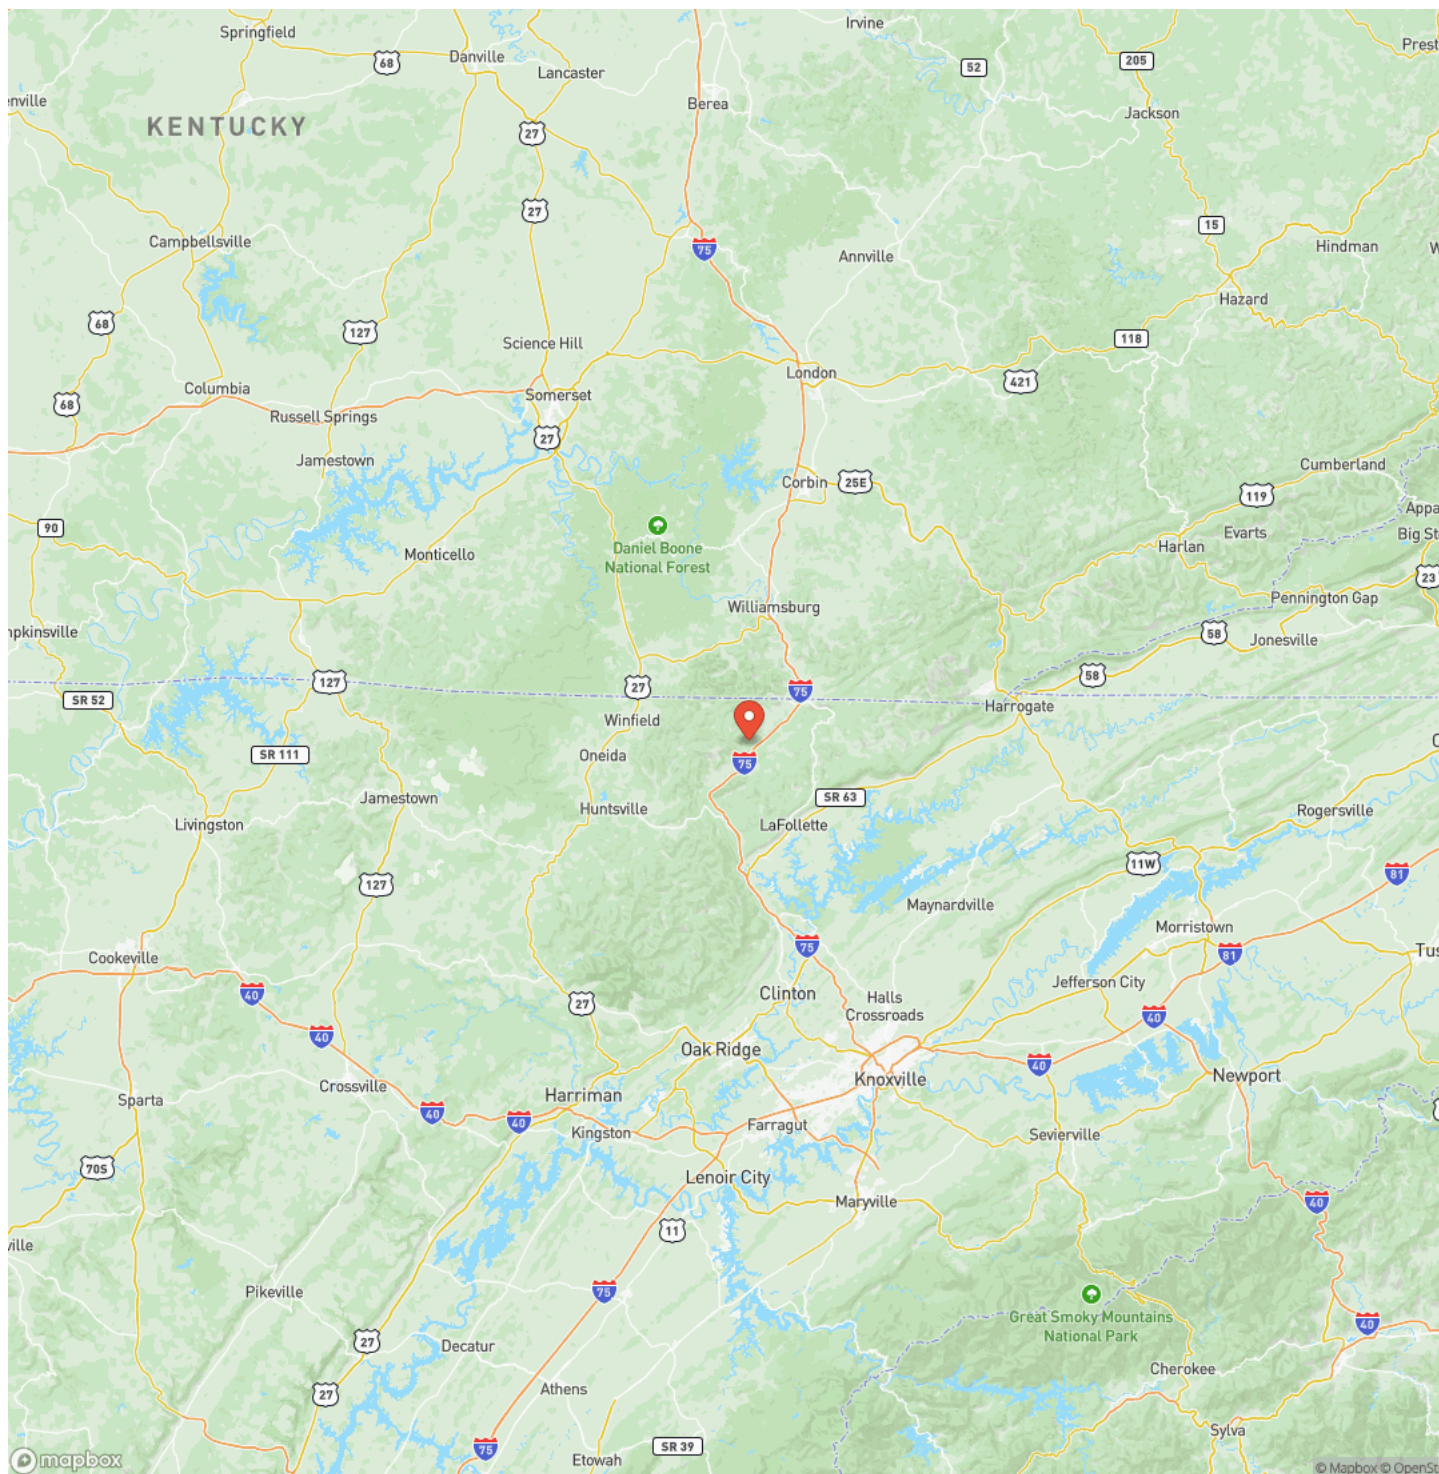 Springfield
Irvine
Danville
68
Lancaster
52
205
Prest
enville
Berea
Jackson
KENTUCKY
27
27
15
Campbellsville
75
Annville
Hindman
W
Hazard
68
127
Science Hill
118
London
421
Columbia
Somerset
68
Russell Springs
27
Jamestown
Cumberland
Corbin
25E
119
Appa
90
Evarts
Big St
Daniel Boone
National Forest
Monticello
Harlan
23
Williamsburg
Pennington Gap
mpkinsville
58
Jonesville
127
27
75
58
SR 52
Winfield
Harrogate
SR 111
Oneida
75
C
Jamestown
Huntsville
SR 63
Livingston
LaFollette
Rogersville
11W
127
81
Maynardville
Morristown
Cookeville
75
81
Tus
40
Clinton
Jefferson City
27
Halls
Crossroads
40
40
Oak Ridge
40
Knoxville
Newport
Crossville
Harriman
Sparta
40
40
Farragut
Kingston
Sevierville
70S
Lenoir City
Maryville
40
11
ville
Pikeville
75
Great Smoky Mountains
National Park
40
27
Decatur
Cherokee
27
Athens
Sylva
75
SR 39
Etowah
mapbox
© Mapbox © OpenSt